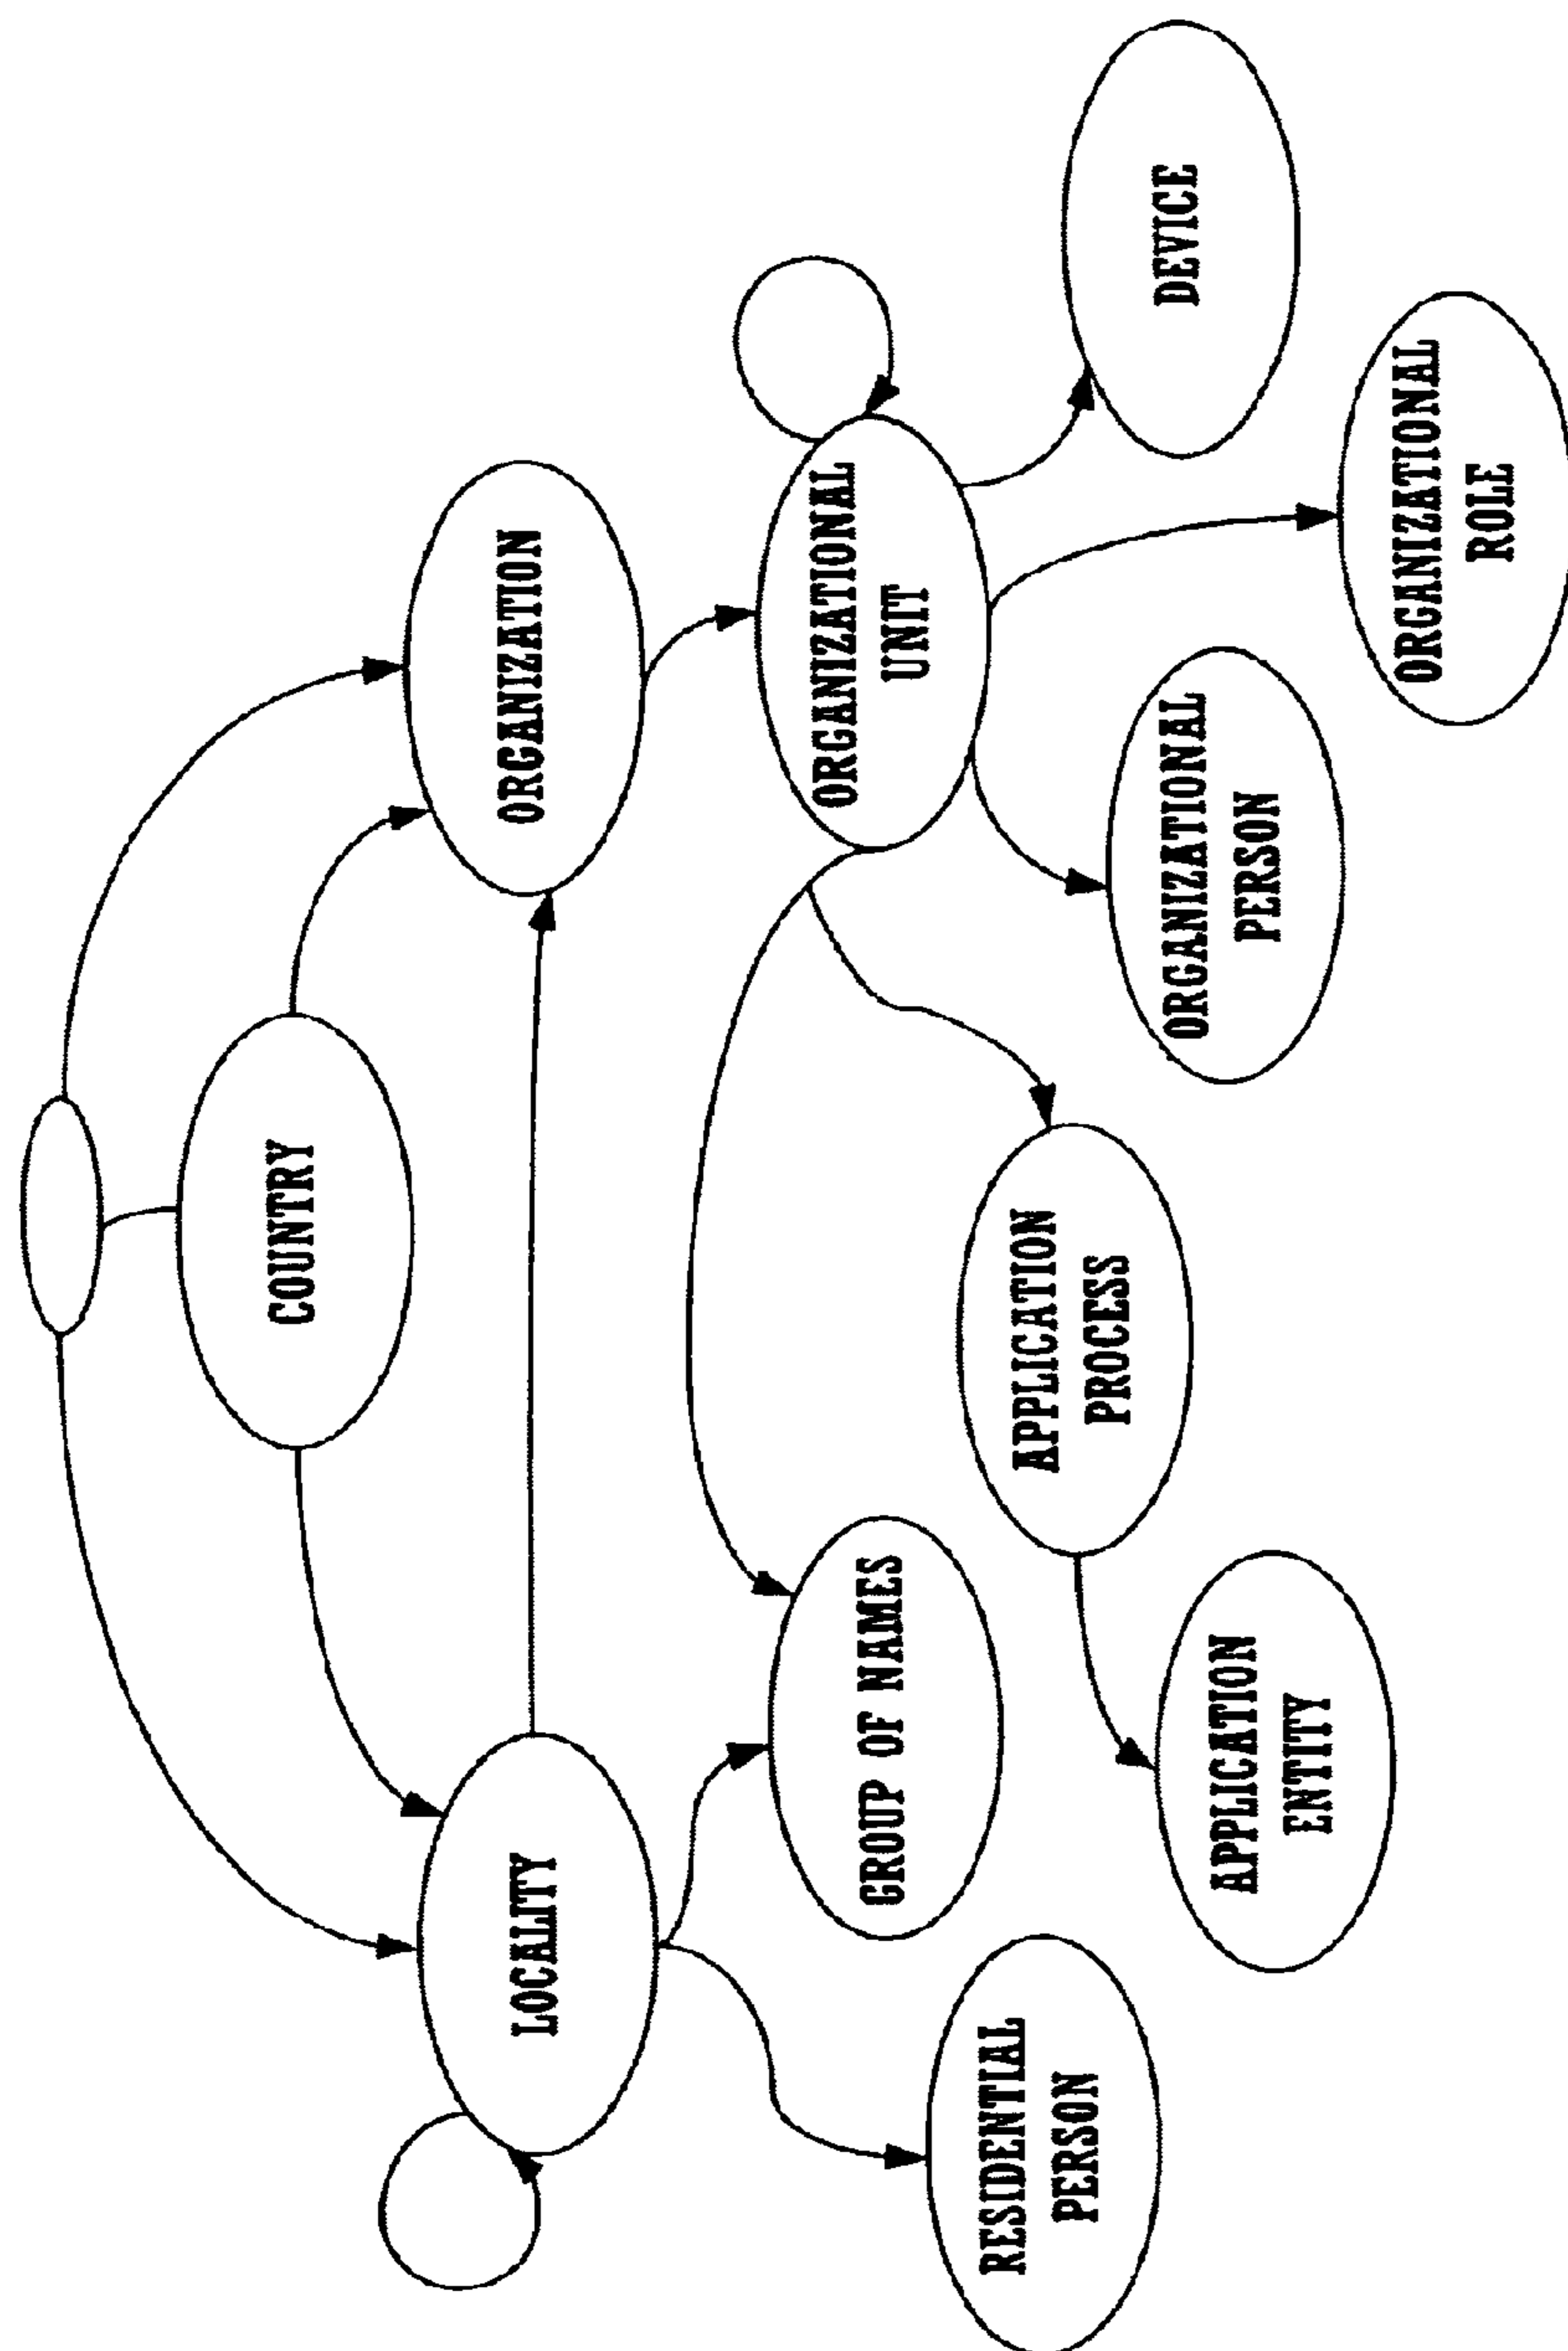 COUNTRY
LOCALITY
ORGANIZATION
GROUP OF NAMES
ORGANIZATIONAL
UNIT
RESIDENTIAL
PERSON
APPLICATION
PROCESS
APPLICATION
ENTITY
ORGANIZATIONAL
PERSON
ORGANIZATIONAL
ROLE
DEVICE